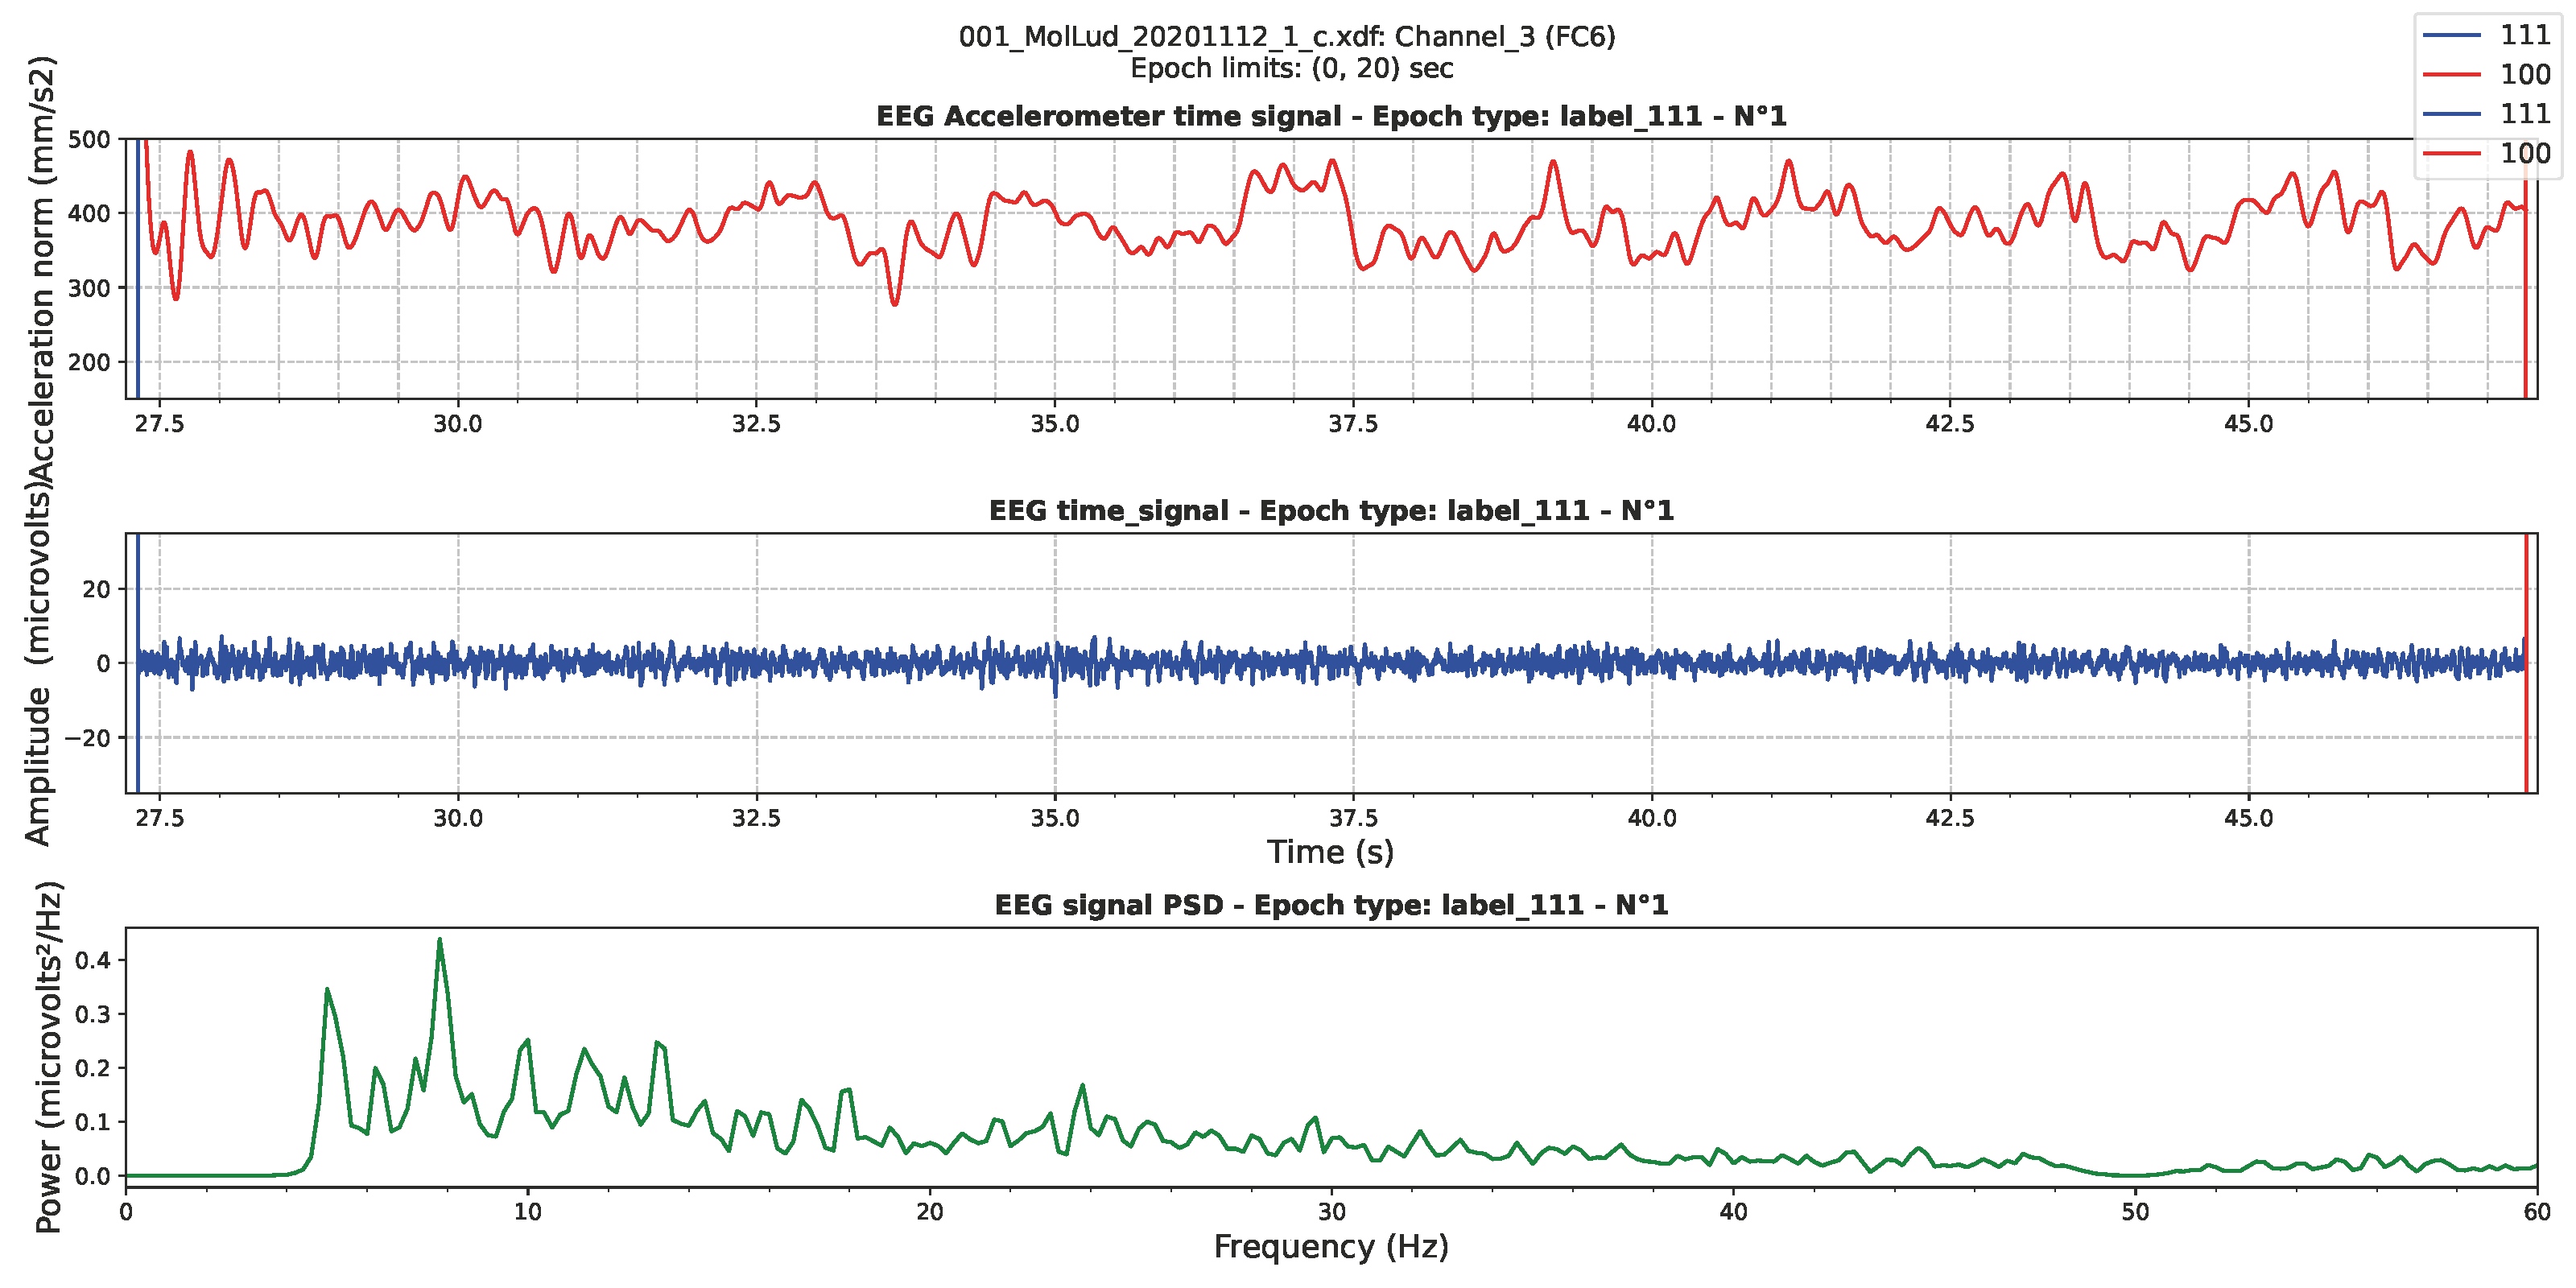 001_MolLud_20201112_1_c.xdf: Channel_3 (FC6)
Epoch limits: (0, 20) sec
111
100
111
100
EEG Accelerometer time signal - Epoch type: label_111 - N°1
Acceleration norm (mm/s2)
500
400
300
200
27.5 30.0 32.5 35.0 37.5 40.0 42.5 45.0
EEG time_signal - Epoch type: label_111 - N°1
Amplitude (microvolts)
20
0
−20
27.5 30.0 32.5 35.0 37.5 40.0 42.5 45.0
Time (s)
EEG signal PSD - Epoch type: label_111 - N°1
Power (microvolts²/Hz)
0.4
0.3
0.2
0.1
0.0
0 10 20 30 40 50 60
Frequency (Hz)